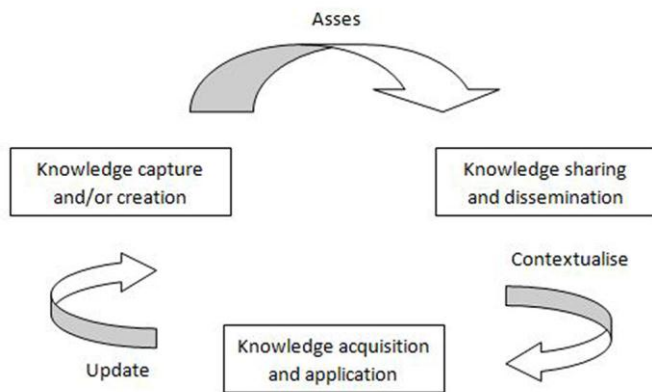 Asses
Knowledge capture
and/or creation
Knowledge sharing
and dissemination
Contextualise
Update
Knowledge acquisition
and application